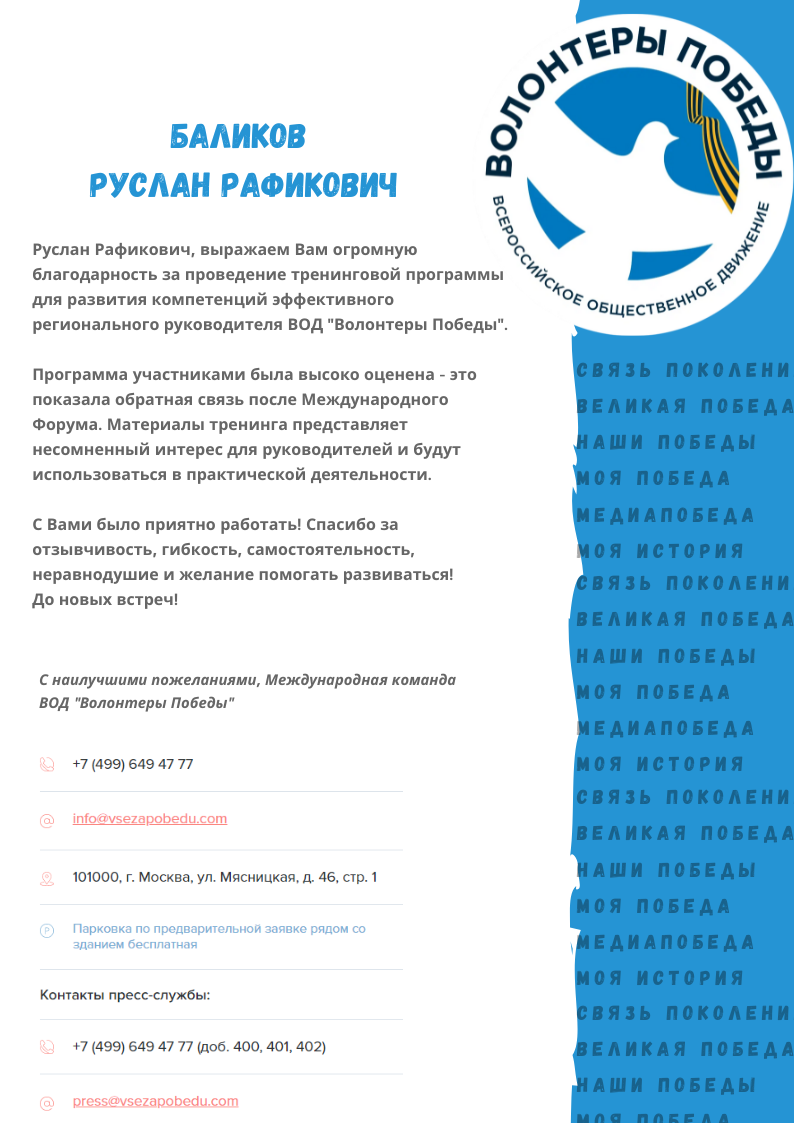 ВОЛОНТЕРЫ ПОБЕДЫ
ВСЕРОССИЙСКОЕ ОБЩЕСТВЕННОЕ ДВИЖЕНИЕ
БАЛИКОВ
РУСЛАН РАФИКОВИЧ
Руслан Рафикович, выражаем Вам огромную
благодарность за проведение тренинговой программы
для развития компетенций эффективного
регионального руководителя ВОД "Волонтеры Победы".
Программа участниками была высоко оценена - это
показала обратная связь после Международного
Форума. Материалы тренинга представляет
несомненный интерес для руководителей и будут
использоваться в практической деятельности.
С Вами было приятно работать! Спасибо за
отзывчивость, гибкость, самостоятельность,
неравнодушие и желание помогать развиваться!
До новых встреч!
С наилучшими пожеланиями, Международная команда
ВОД "Волонтеры Победы"
+7 (499) 649 47 77
info@vsezapobedu.com
101000, г. Москва, ул. Мясницкая, д. 46, стр. 1
Парковка по предварительной заявке рядом со
зданием бесплатная
Контакты пресс-службы:
+7 (499) 649 47 77 (доб. 400, 401, 402)
press@vsezapobedu.com
СВЯЗЬ ПОКОЛЕНИ
ВЕЛИКАЯ ПОБЕДА
НАШИ ПОБЕДЫ
МОЯ ПОБЕДА
МЕДИАПОБЕДА
МОЯ ИСТОРИЯ
СВЯЗЬ ПОКОЛЕНИ
ВЕЛИКАЯ ПОБЕДА
НАШИ ПОБЕДЫ
МОЯ ПОБЕДА
МЕДИАПОБЕДА
МОЯ ИСТОРИЯ
СВЯЗЬ ПОКОЛЕНИ
ВЕЛИКАЯ ПОБЕДА
НАШИ ПОБЕДЫ
МОЯ ПОБЕДА
МЕДИАПОБЕДА
МОЯ ИСТОРИЯ
СВЯЗЬ ПОКОЛЕНИ
ВЕЛИКАЯ ПОБЕДА
НАШИ ПОБЕДЫ
МОЯ ПОБЕДА